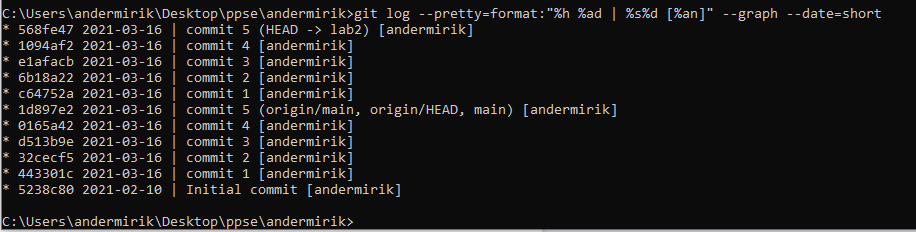 C:\Users\andermirik\Desktop\ppse\andermirik>git log --pretty=format:"%h %ad | %s%d [%an]" --graph --date=short
* 568fe47 2021-03-16 | commit 5 (HEAD -> lab2) [andermirik]
* 1094af2 2021-03-16 | commit 4 [andermirik]
* e1afacb 2021-03-16 | commit 3 [andermirik]
* 6b18a22 2021-03-16 | commit 2 [andermirik]
* c64752a 2021-03-16 | commit 1 [andermirik]
* 1d897e2 2021-03-16 | commit 5 (origin/main, origin/HEAD, main) [andermirik]
* 0165a42 2021-03-16 | commit 4 [andermirik]
* d513b9e 2021-03-16 | commit 3 [andermirik]
* 32cecf5 2021-03-16 | commit 2 [andermirik]
* 443301c 2021-03-16 | commit 1 [andermirik]
* 5238c80 2021-02-10 | Initial commit [andermirik]
C:\Users\andermirik\Desktop\ppse\andermirik>